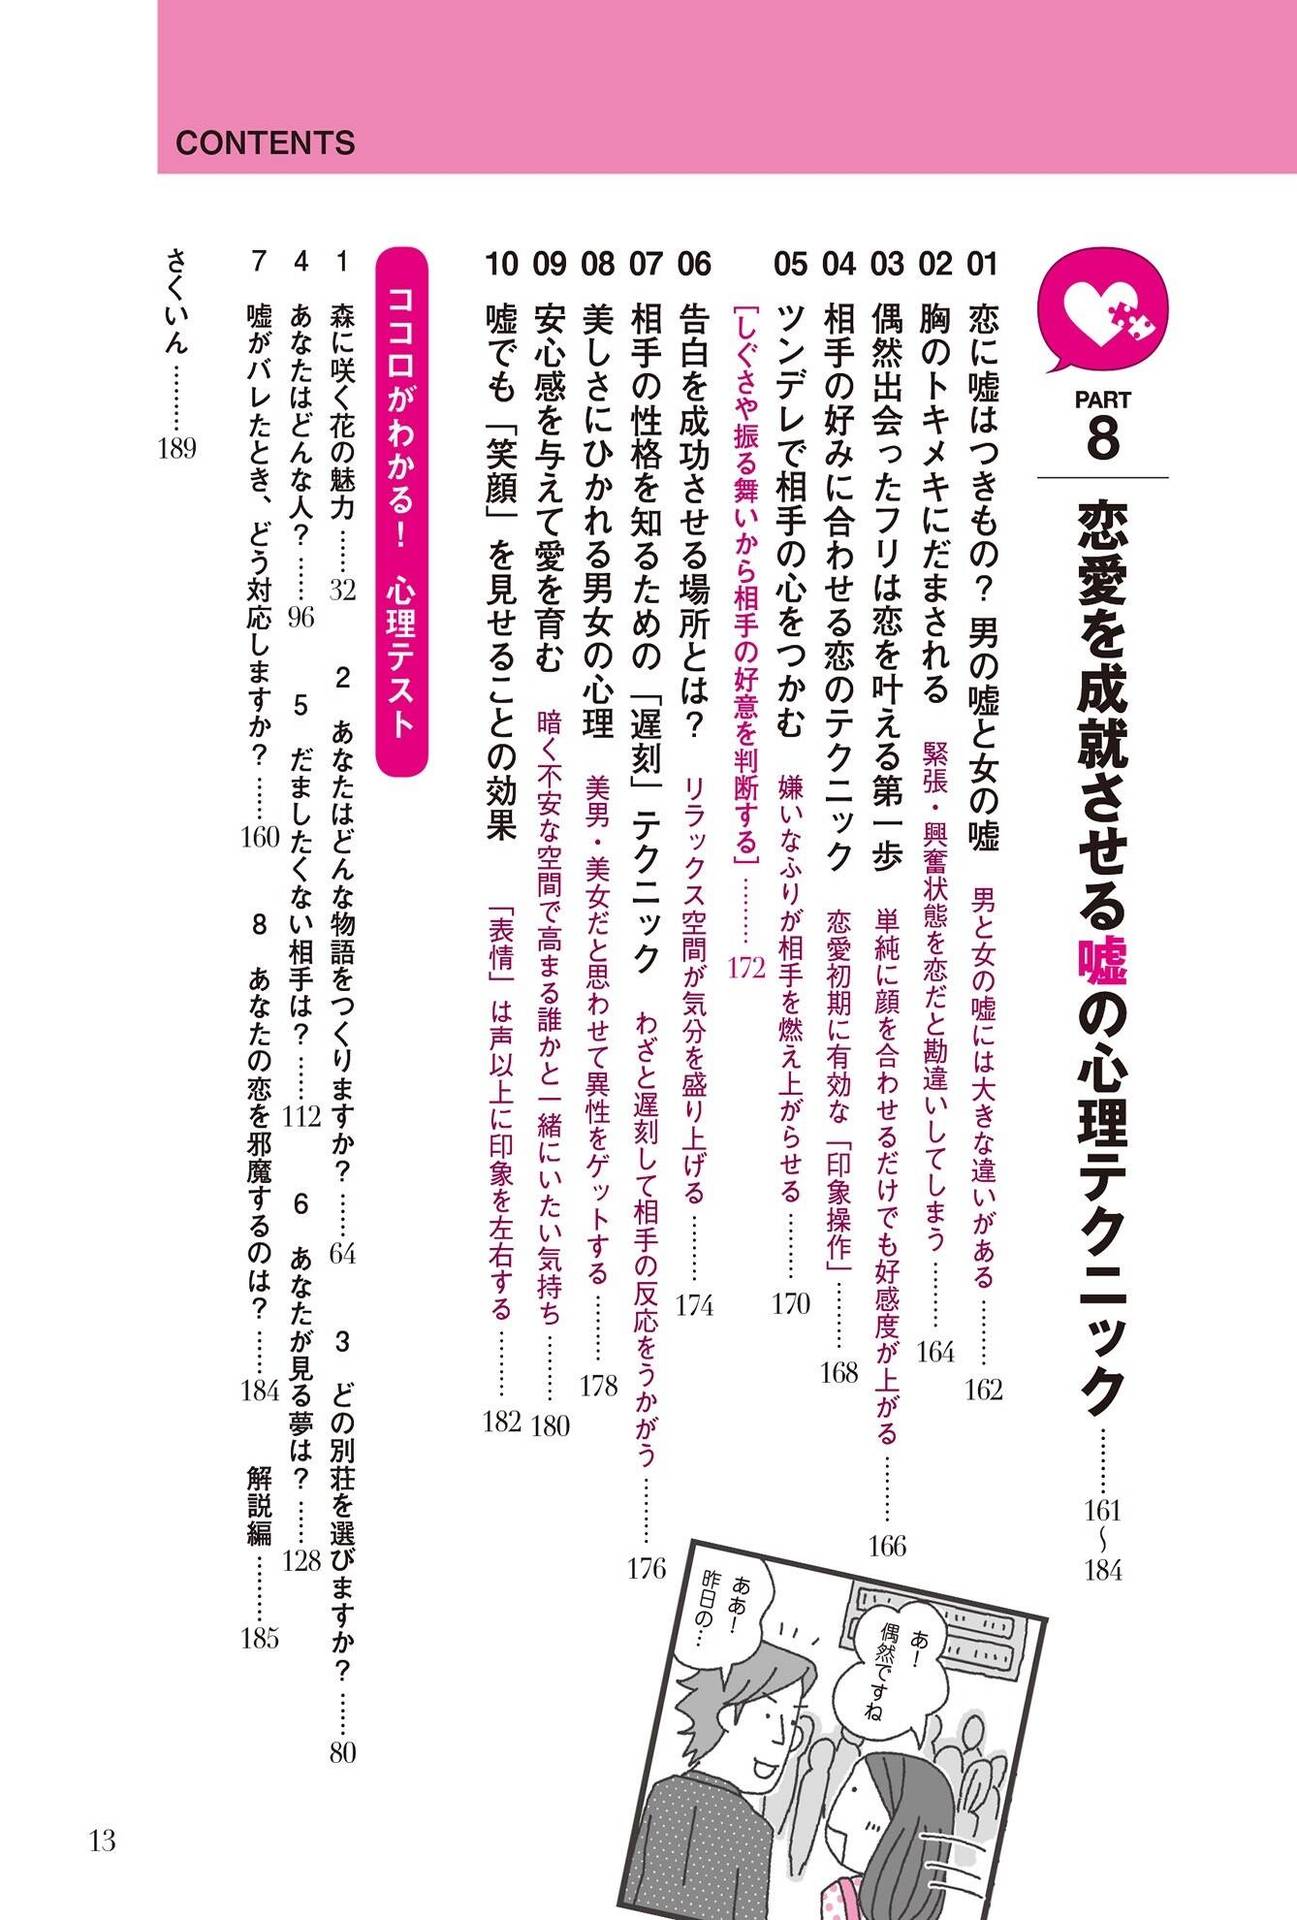 CONTENTS
PART
8
恋愛を成就させる嘘の心理テクニック………161～184
01 恋に嘘はつきもの？ 男の嘘と女の嘘 男と女の嘘には大きな違いがある………162
02 胸のトキメキにだまされる 緊張・興奮状態を恋だと勘違いしてしまう………164
03 偶然出会ったフリは恋を叶える第一歩 単純に顔を合わせるだけでも好感度が上がる………166
04 相手の好みに合わせる恋のテクニック 恋愛初期に有効な「印象操作」………168
05 ツンデレで相手の心をつかむ 嫌いなふりが相手を燃え上がらせる………170
［しぐさや振る舞いから相手の好意を判断する］………172
06 告白を成功させる場所とは？ リラックス空間が気分を盛り上げる………174
07 相手の性格を知るための「遅刻」テクニック わざと遅刻して相手の反応をうかがう………176
08 美しさにひかれる男女の心理 美男・美女だと思わせて異性をゲットする………178
09 安心感を与えて愛を育む 暗く不安な空間で高まる誰かと一緒にいたい気持ち………180
10 嘘でも「笑顔」を見せることの効果 「表情」は声以上に印象を左右する………182
ココロがわかる！ 心理テスト
1 森に咲く花の魅力……32 2 あなたはどんな物語をつくりますか？……64 3 どの別荘を選びますか？……80
4 あなたはどんな人？……96 5 だましたくない相手は？……112 6 あなたが見る夢は？……128
7 嘘がバレたとき、どう対応しますか？……160 8 あなたの恋を邪魔するのは？……184 解説編………185
さくいん………189
あ！
偶然ですね
ああ！
昨日の…
13